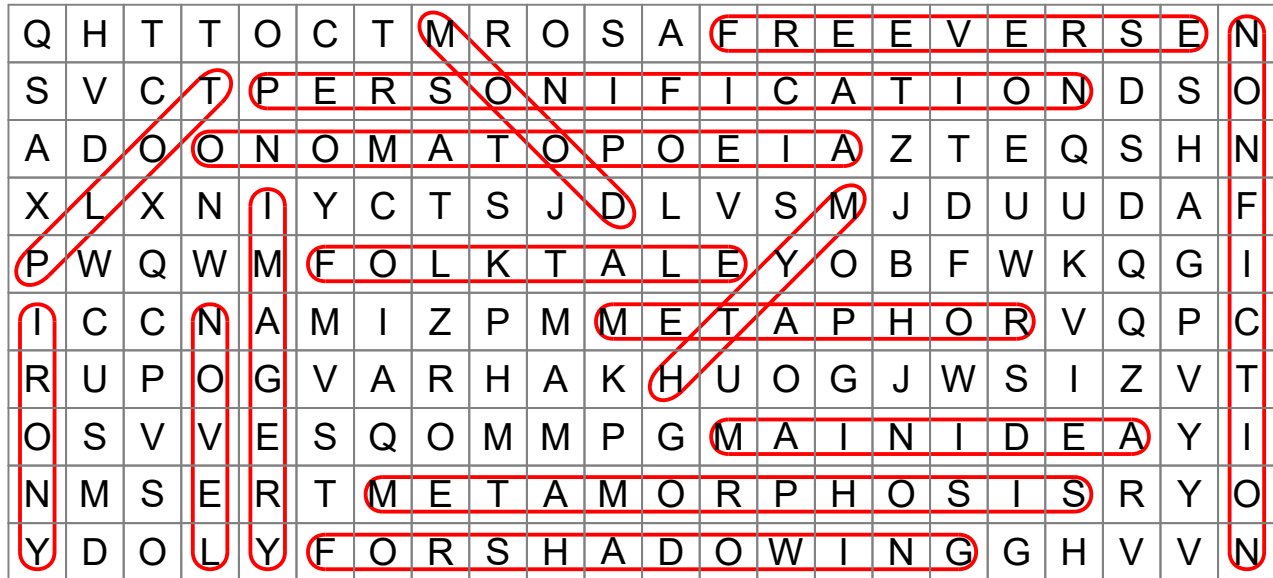 Q H T T O C T M R O S A F R E E V E R S E N
S V C T P E R S O N I F I C A T I O N D S O
A D O O N O M A T O P O E I A Z T E Q S H N
X L X N I Y C T S J D L V S M J D U U D A F
P W Q W M F O L K T A L E Y O B F W K Q G I
I C C N A M I Z P M M E T A P H O R V Q P C
R U P O G V A R H A K H U O G J W S I Z V T
O S V V E S Q O M M P G M A I N I D E A Y I
N M S E R T M E T A M O R P H O S I S R Y O
Y D O L Y F O R S H A D O W I N G G H V V N